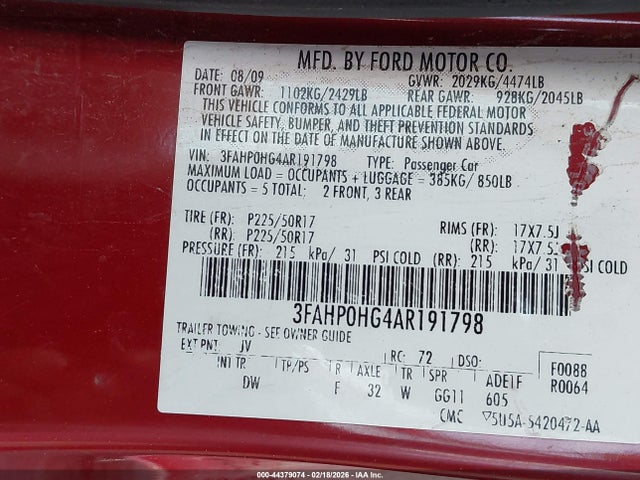 MFD. BY FORD MOTOR CO.
DATE: 08/09 GVWR: 2029KG/4474LB
FRONT GAWR: 1102KG/2429LB REAR GAWR: 928KG/2045LB
THIS VEHICLE CONFORMS TO ALL APPLICABLE FEDERAL MOTOR
VEHICLE SAFETY, BUMPER, AND THEFT PREVENTION STANDARDS
IN EFFECT ON THE DATE OF MANUFACTURE SHOWN ABOVE.
VIN: 3FAHP0HG4AR191798 TYPE: Passenger Car
MAXIMUM LOAD = OCCUPANTS + LUGGAGE = 385KG/ 850LB
OCCUPANTS = 5 TOTAL: 2 FRONT, 3 REAR
TIRE (FR): P225/50R17 RIMS (FR): 17X7.5J
(RR): P225/50R17 (RR): 17X7.5J
PRESSURE (FR): 215 kPa/ 31 PSI COLD (RR): 215 kPa/ 31 PSI COLD
3FAHP0HG4AR191798
TRAILER TOWING - SEE OWNER GUIDE
EXT PNT: JV RC: 72 DSO: F0088
INT TR TP/PS R AXLE TR SPR ADE1F R0064
DW F 32 W GG11 605
CMC 5U5A-5420472-AA
000-44379074 - 02/18/2026 - IAA Inc.